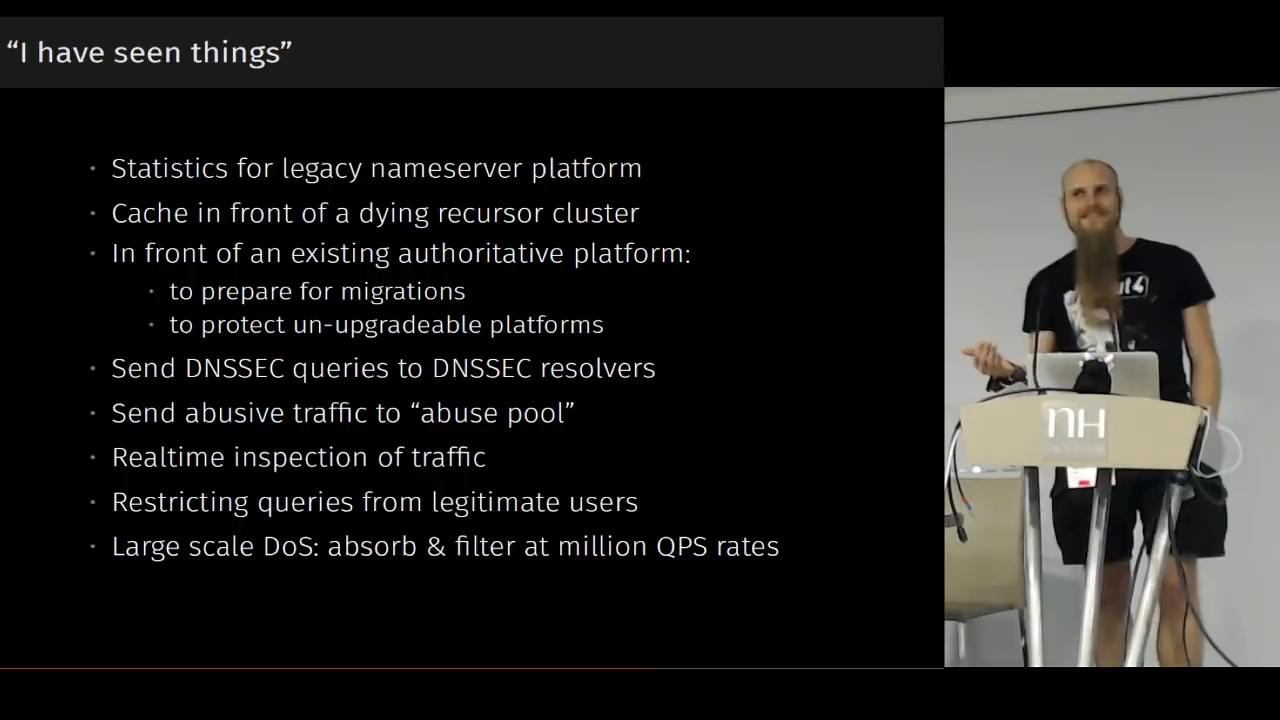 “I have seen things”
• Statistics for legacy nameserver platform
• Cache in front of a dying recursor cluster
• In front of an existing authoritative platform:
• to prepare for migrations
• to protect un-upgradeable platforms
• Send DNSSEC queries to DNSSEC resolvers
• Send abusive traffic to “abuse pool”
• Realtime inspection of traffic
• Restricting queries from legitimate users
• Large scale DoS: absorb & filter at million QPS rates
nH